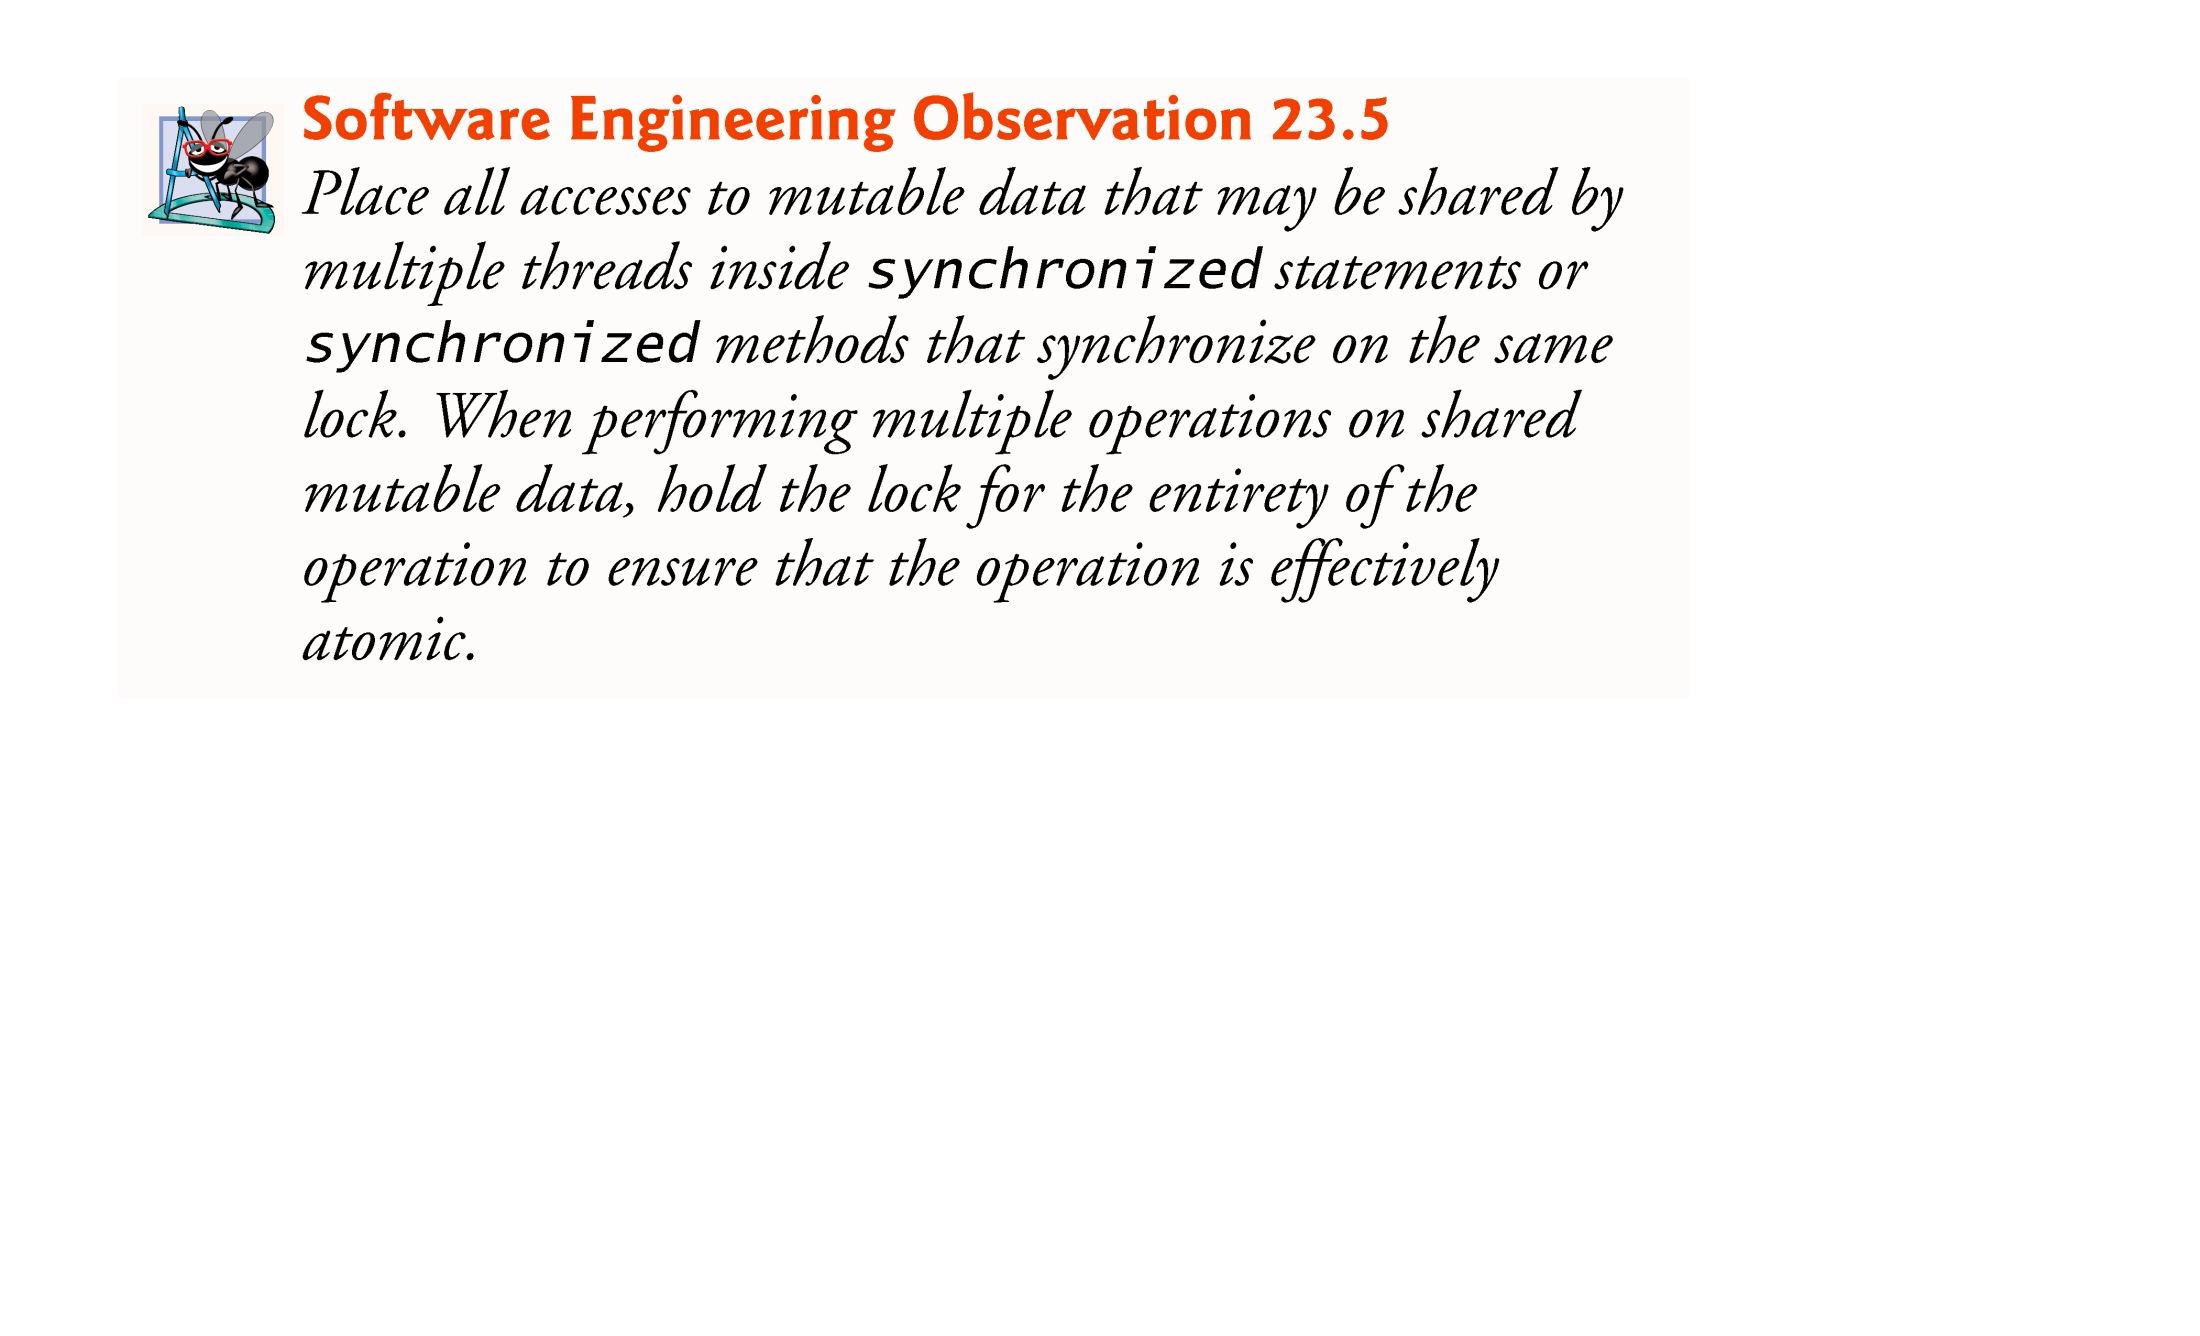 Software Engineering Observation 23.5
Place all accesses to mutable data that may be shared by
multiple threads inside synchronized statements or
synchronized methods that synchronize on the same
lock. When performing multiple operations on shared
mutable data, hold the lock for the entirety of the
operation to ensure that the operation is effectively
atomic.